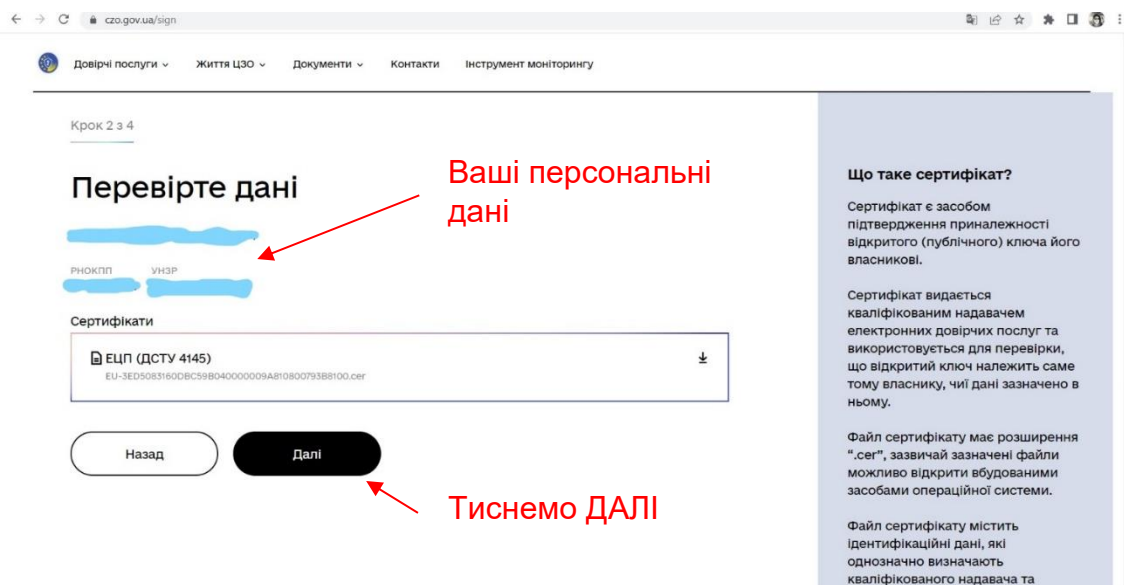 czo.gov.ua/sign
Довірчі послуги
Життя ЦЗО
Документи
Контакти
Інструмент моніторингу
Крок 2 з 4
Перевірте дані
Ваші персональні
дані
РНОКПП УНЗР
Сертифікати
ЕЦП (ДСТУ 4145)
EU-3ED5083160DBC59B040000009A810800793B8100.cer
Назад
Далі
Тиснемо ДАЛІ
Що таке сертифікат?
Сертифікат є засобом
підтвердження приналежності
відкритого (публічного) ключа його
власникові.
Сертифікат видається
кваліфікованим надавачем
електронних довірчих послуг та
використовується для перевірки,
що відкритий ключ належить саме
тому власнику, чиї дані зазначено в
ньому.
Файл сертифікату має розширення
“.cer”, зазвичай зазначені файли
можливо відкрити вбудованими
засобами операційної системи.
Файл сертифікату містить
ідентифікаційні дані, які
однозначно визначають
кваліфікованого надавача та